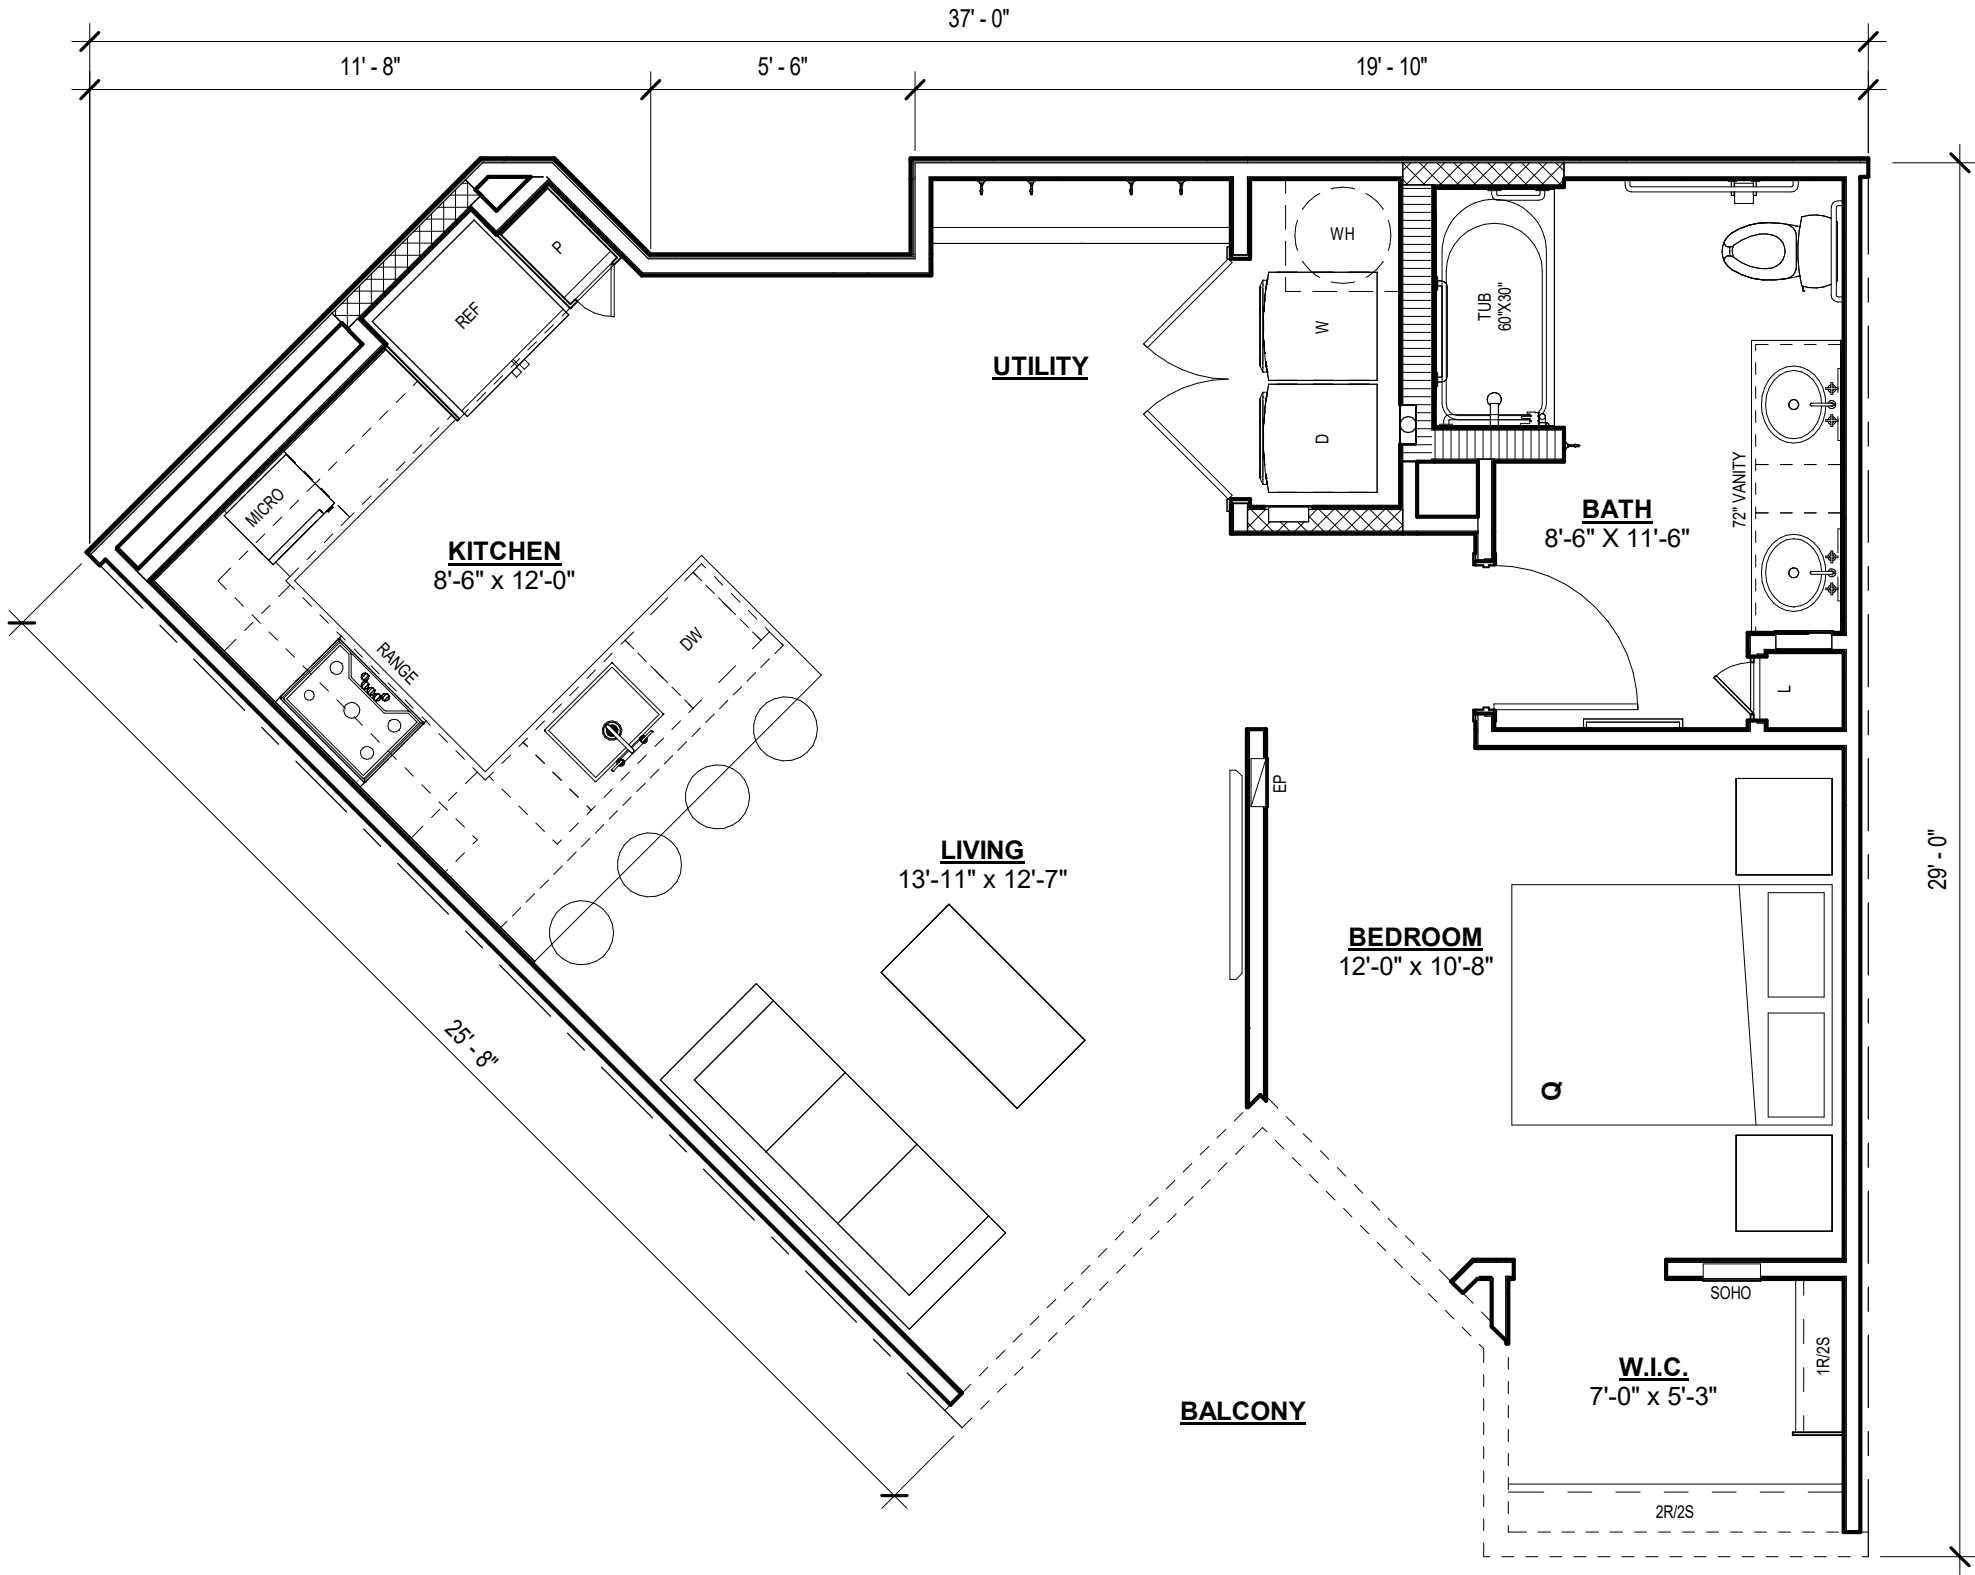 37' - 0"
11' - 8"
5' - 6"
19' - 10"
P
REF
WH
W
D
TUB
60"X30"
UTILITY
MICRO
KITCHEN
8'-6" x 12'-0"
BATH
8'-6" X 11'-6"
72" VANITY
RANGE
DW
L
EP
LIVING
13'-11" x 12'-7"
29' - 0"
BEDROOM
12'-0" x 10'-8"
25' - 8"
Q
SOHO
W.I.C.
7'-0" x 5'-3"
1R/2S
BALCONY
2R/2S